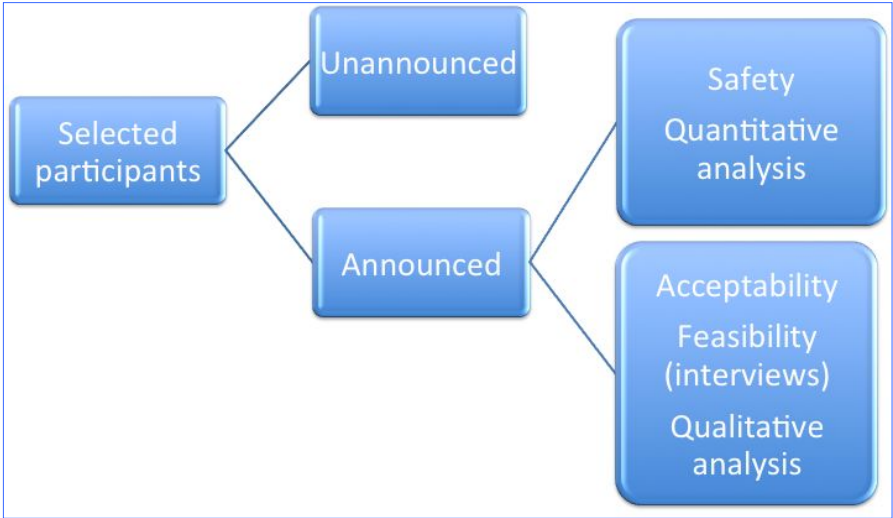 Selected
participants
Unannounced
Announced
Safety
Quantitative
analysis
Acceptability
Feasibility
(interviews)
Qualitative
analysis